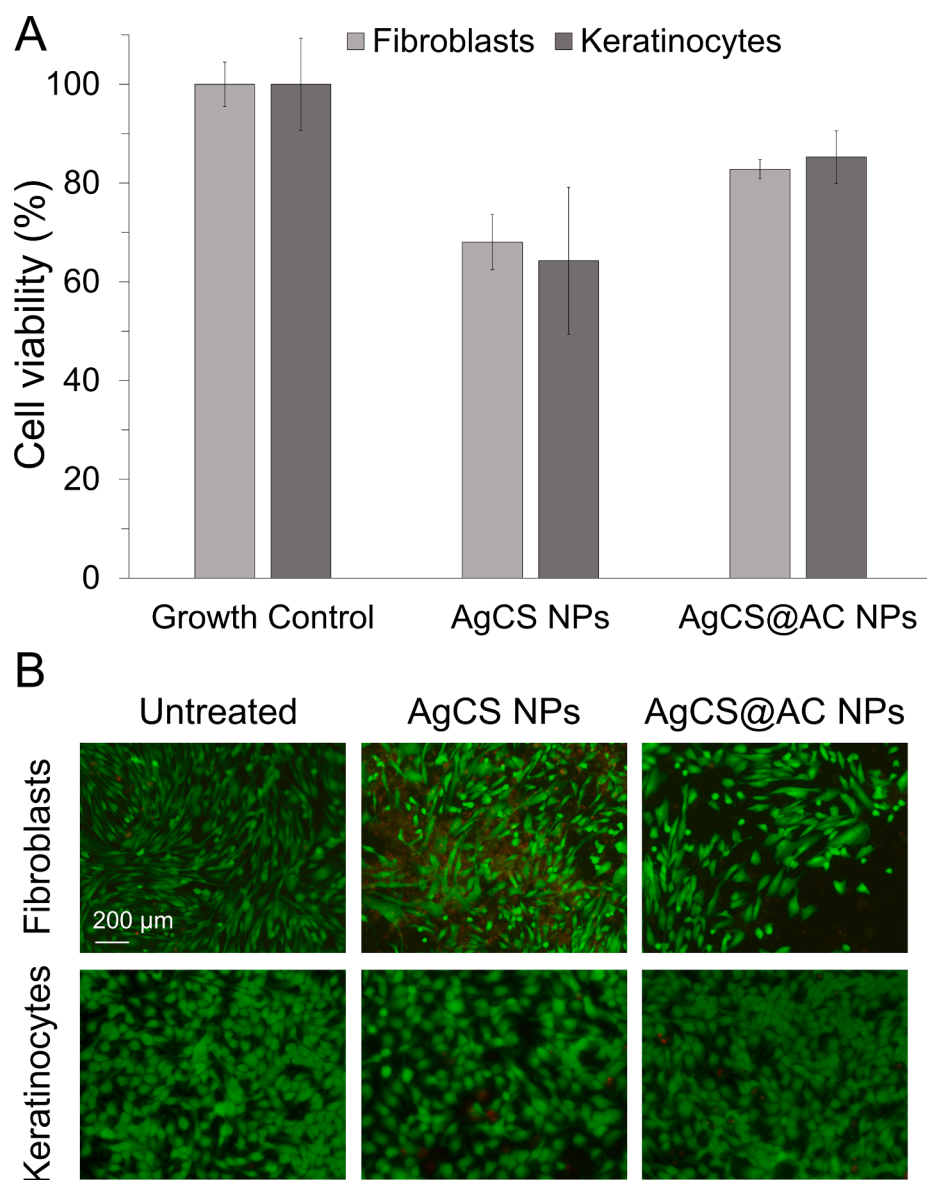 A
Fibroblasts Keratinocytes
Cell viability (%)
100
80
60
40
20
0
Growth Control AgCS NPs AgCS@AC NPs
B
Untreated AgCS NPs AgCS@AC NPs
Fibroblasts
200 µm
Keratinocytes